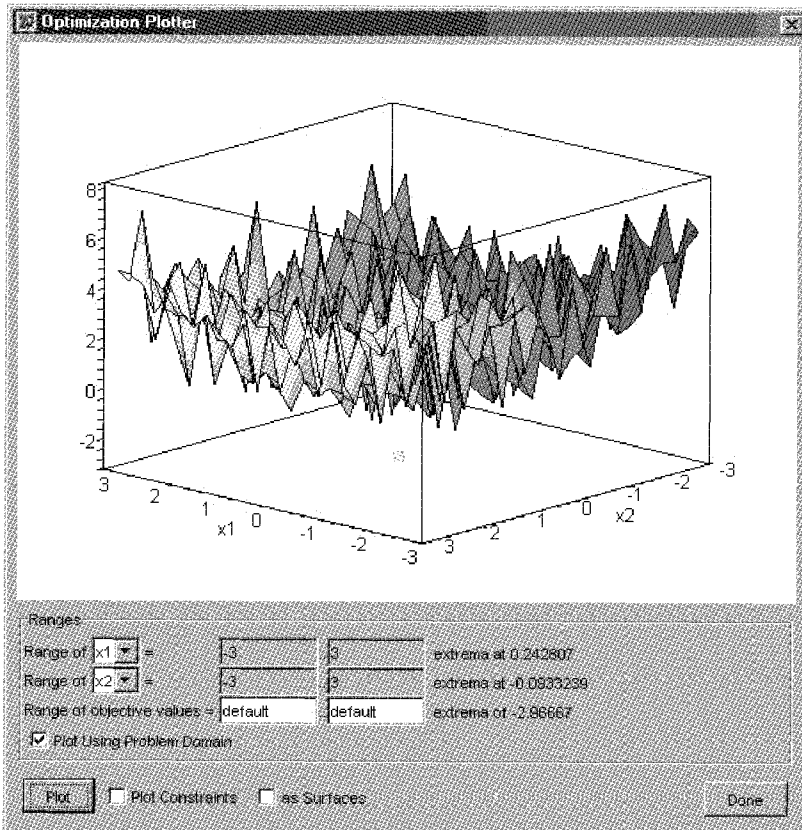 Optimization Plotter
8
6
4
2
0
-2
3
2
1
0
-1
-2
-3
x1
3
2
1
0
-1
-2
-3
x2
Ranges
Range of x1 = -3 3 extrema at 0.242807
Range of x2 = -3 3 extrema at -0.0933239
Range of objective values = default default extrema of -2.96667
Plot Using Problem Domain
Plot Plot Constraints as Surfaces Done